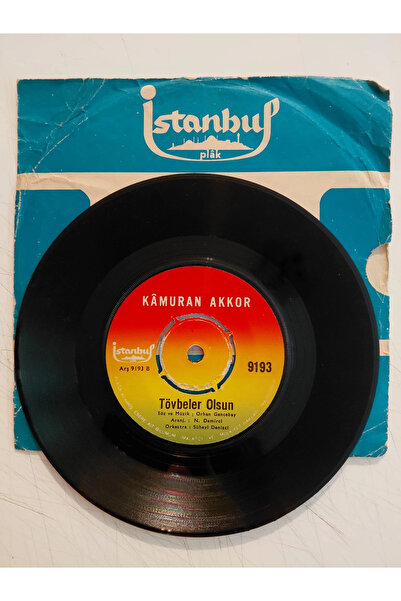 İstanbul
plâk
KÂMURAN AKKOR
İstanbul
Arş 9193 B
9193
Tövbeler Olsun
Söz ve Müzik : Orhan Gencebay
Aranj. : N. Demirci
Orkestra : Süheyl Denizci